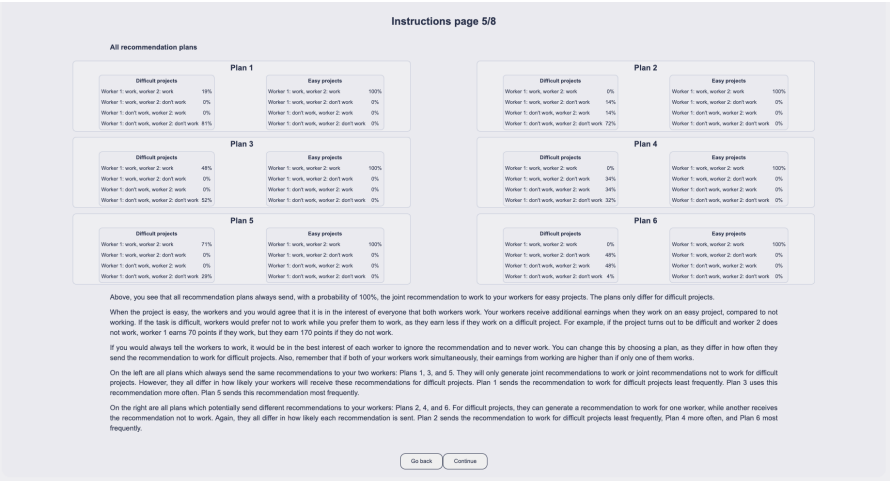 Instructions page 5/8
All recommendation plans
Plan 1
Difficult projects
Worker 1: work, worker 2: work 19%
Worker 1: work, worker 2: don't work 0%
Worker 1: don't work, worker 2: work 0%
Worker 1: don't work, worker 2: don't work 81%
Easy projects
Worker 1: work, worker 2: work 100%
Worker 1: work, worker 2: don't work 0%
Worker 1: don't work, worker 2: work 0%
Worker 1: don't work, worker 2: don't work 0%
Plan 2
Difficult projects
Worker 1: work, worker 2: work 0%
Worker 1: work, worker 2: don't work 14%
Worker 1: don't work, worker 2: work 14%
Worker 1: don't work, worker 2: don't work 72%
Easy projects
Worker 1: work, worker 2: work 100%
Worker 1: work, worker 2: don't work 0%
Worker 1: don't work, worker 2: work 0%
Worker 1: don't work, worker 2: don't work 0%
Plan 3
Difficult projects
Worker 1: work, worker 2: work 48%
Worker 1: work, worker 2: don't work 0%
Worker 1: don't work, worker 2: work 0%
Worker 1: don't work, worker 2: don't work 52%
Easy projects
Worker 1: work, worker 2: work 100%
Worker 1: work, worker 2: don't work 0%
Worker 1: don't work, worker 2: work 0%
Worker 1: don't work, worker 2: don't work 0%
Plan 4
Difficult projects
Worker 1: work, worker 2: work 0%
Worker 1: work, worker 2: don't work 34%
Worker 1: don't work, worker 2: work 34%
Worker 1: don't work, worker 2: don't work 32%
Easy projects
Worker 1: work, worker 2: work 100%
Worker 1: work, worker 2: don't work 0%
Worker 1: don't work, worker 2: work 0%
Worker 1: don't work, worker 2: don't work 0%
Plan 5
Difficult projects
Worker 1: work, worker 2: work 71%
Worker 1: work, worker 2: don't work 0%
Worker 1: don't work, worker 2: work 0%
Worker 1: don't work, worker 2: don't work 29%
Easy projects
Worker 1: work, worker 2: work 100%
Worker 1: work, worker 2: don't work 0%
Worker 1: don't work, worker 2: work 0%
Worker 1: don't work, worker 2: don't work 0%
Plan 6
Difficult projects
Worker 1: work, worker 2: work 0%
Worker 1: work, worker 2: don't work 48%
Worker 1: don't work, worker 2: work 48%
Worker 1: don't work, worker 2: don't work 4%
Easy projects
Worker 1: work, worker 2: work 100%
Worker 1: work, worker 2: don't work 0%
Worker 1: don't work, worker 2: work 0%
Worker 1: don't work, worker 2: don't work 0%
Above, you see that all recommendation plans always send, with a probability of 100%, the joint recommendation to work to your workers for easy projects. The plans only differ for difficult projects.
When the project is easy, the workers and you would agree that it is in the interest of everyone that both workers work. Your workers receive additional earnings when they work on an easy project, compared to not
working. If the task is difficult, workers would prefer not to work while you prefer them to work, as they earn less if they work on a difficult project. For example, if the project turns out to be difficult and worker 2 does
not work, worker 1 earns 70 points if they work, but they earn 170 points if they do not work.
If you would always tell the workers to work, it would be in the best interest of each worker to ignore the recommendation and to never work. You can change this by choosing a plan, as they differ in how often they
send the recommendation to work for difficult projects. Also, remember that if both of your workers work simultaneously, their earnings from working are higher than if only one of them works.
On the left are all plans which always send the same recommendations to your two workers: Plans 1, 3, and 5. They will only generate joint recommendations to work or joint recommendations not to work for difficult
projects. However, they all differ in how likely your workers will receive these recommendations for difficult projects. Plan 1 sends the recommendation to work for difficult projects least frequently. Plan 3 uses this
recommendation more often. Plan 5 sends this recommendation most frequently.
On the right are all plans which potentially send different recommendations to your workers: Plans 2, 4, and 6. For difficult projects, they can generate a recommendation to work for one worker, while another receives
the recommendation not to work. Again, they all differ in how likely each recommendation is sent. Plan 2 sends the recommendation to work for difficult projects least frequently, Plan 4 more often, and Plan 6 most
frequently.
Go back
Continue